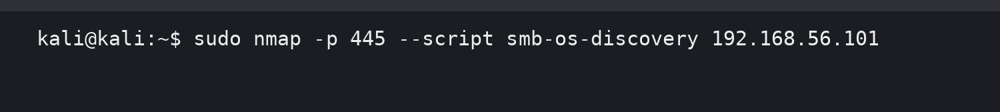 kali@kali:~$ sudo nmap -p 445 --script smb-os-discovery 192.168.56.101